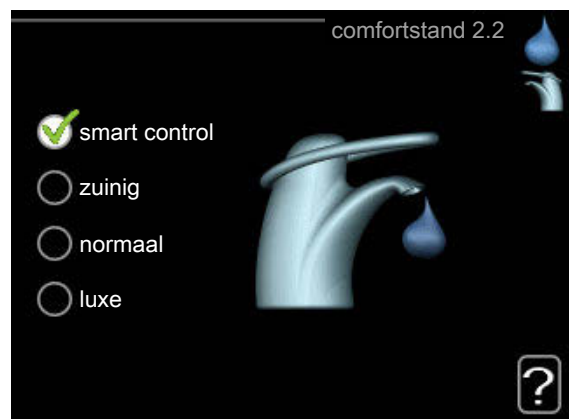 comfortstand 2.2
smart control
zuinig
normaal
luxe
?